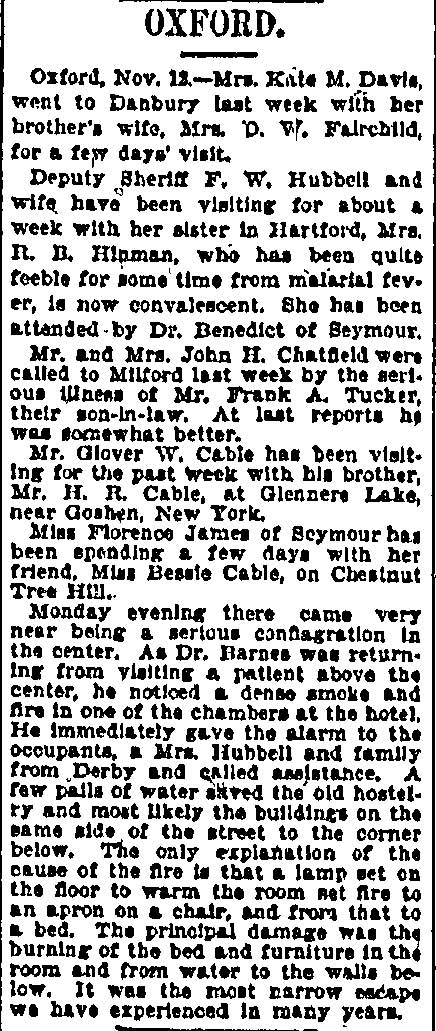 OXFORD.
Oxford, Nov. 12.—Mrs. Kate M. Davis,
went to Danbury last week with her
brother's wife, Mrs. D. W. Fairchild,
for a few days' visit.
Deputy Sheriff F. W. Hubbell and
wife have been visiting for about a
week with her sister in Hartford, Mrs.
R. B. Hinman, who has been quite
feeble for some time from malarial fev-
er, is now convalescent. She has been
attended by Dr. Benedict of Seymour.
Mr. and Mrs. John H. Chatfield were
called to Milford last week by the seri-
ous illness of Mr. Frank A. Tucker,
their son-in-law. At last reports he
was somewhat better.
Mr. Glover W. Cable has been visit-
ing for the past week with his brother,
Mr. H. R. Cable, at Glennere Lake,
near Goshen, New York.
Miss Florence James of Seymour has
been spending a few days with her
friend, Miss Bessie Cable, on Chestnut
Tree Hill.
Monday evening there came very
near being a serious conflagration in
the center. As Dr. Barnes was return-
ing from visiting a patient above the
center, he noticed a dense smoke and
fire in one of the chambers at the hotel.
He immediately gave the alarm to the
occupants, a Mrs. Hubbell and family
from Derby and called assistance. A
few pails of water saved the old hostel-
ry and most likely the buildings on the
same side of the street to the corner
below. The only explanation of the
cause of the fire is that a lamp set on
the floor to warm the room set fire to
an apron on a chair, and from that to
a bed. The principal damage was the
burning of the bed and furniture in the
room and from water to the walls be-
low. It was the most narrow escape
we have experienced in many years.